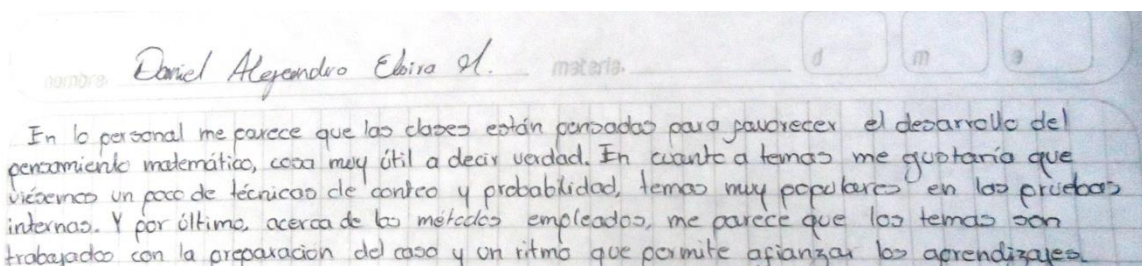 nombre. Daniel Alejandro Elvira H. materia. d m a
En lo personal me parece que las clases están pensadas para favorecer el desarrollo del
pensamiento matemático, cosa muy útil a decir verdad. En cuanto a temas me gustaría que
viésemos un poco de técnicas de conteo y probabilidad, temas muy populares en las pruebas
internas. Y por último, acerca de los métodos empleados, me parece que los temas son
trabajados con la preparacion del caso y un ritmo que permite afianzar los aprendizajes.